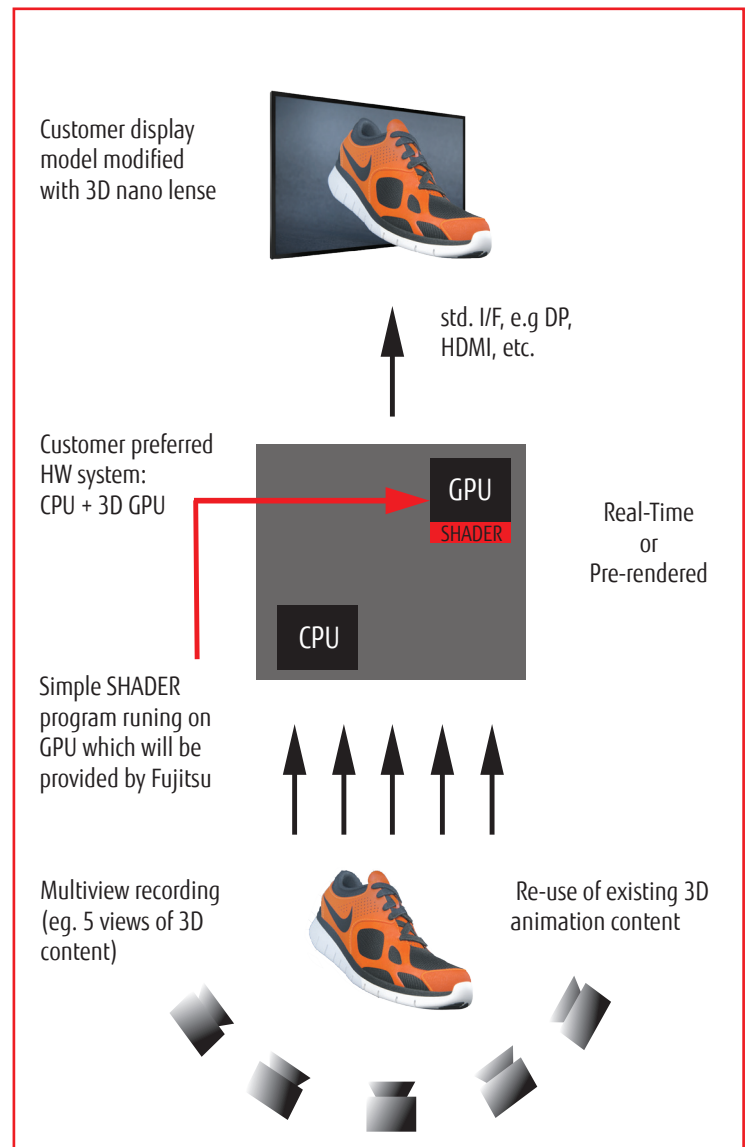 Customer display
model modified
with 3D nano lense
std. I/F, e.g DP,
HDMI, etc.
Customer preferred
HW system:
CPU + 3D GPU
GPU
SHADER
Real-Time
or
Pre-rendered
CPU
Simple SHADER
program runing on
GPU which will be
provided by Fujitsu
Multiview recording
(eg. 5 views of 3D
content)
Re-use of existing 3D
animation content